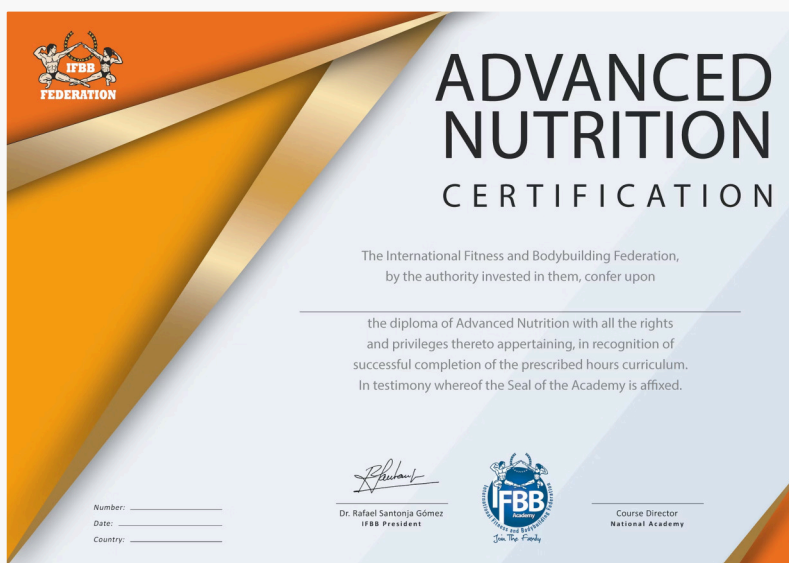 IFBB
FEDERATION
ADVANCED
NUTRITION
CERTIFICATION
The International Fitness and Bodybuilding Federation,
by the authority invested in them, confer upon
the diploma of Advanced Nutrition with all the rights
and privileges thereto appertaining, in recognition of
successful completion of the prescribed hours curriculum.
In testimony whereof the Seal of the Academy is affixed.
Number:
Date:
Country:
Dr. Rafael Santonja Gómez
IFBB President
IFBB
Academy
International Fitness and Bodybuilding Federation
Join The Family
Course Director
National Academy